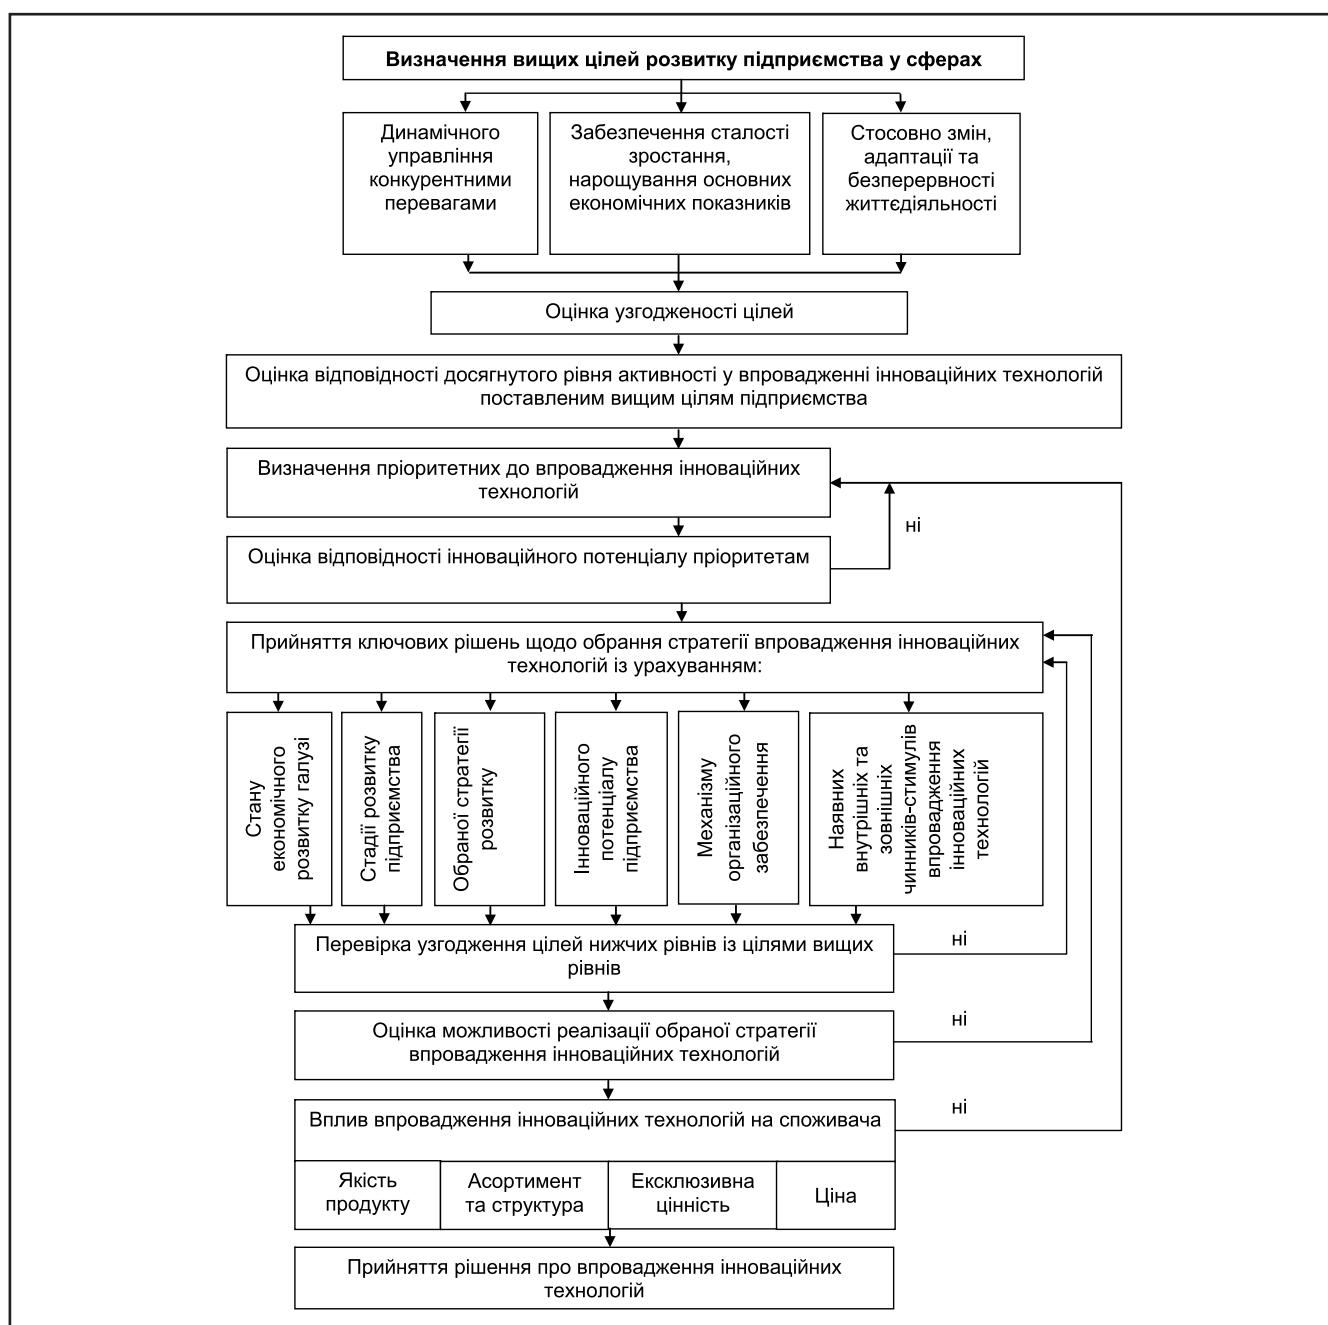 Визначення вищих цілей розвитку підприємства у сферах
Динамічного
управління
конкурентними
перевагами
Забезпечення сталості
зростання,
нарощування основних
економічних показників
Стосовно змін,
адаптації та
безперервності
життєдіяльності
Оцінка узгодженості цілей
Оцінка відповідності досягнутого рівня активності у впровадженні інноваційних технологій
поставленим вищим цілям підприємства
Визначення пріоритетних до впровадження інноваційних
технологій
ні
Оцінка відповідності інноваційного потенціалу пріоритетам
Прийняття ключових рішень щодо обрання стратегії впровадження інноваційних
технологій із урахуванням:
Стану
економічного
розвитку галузі
Стадії розвитку
підприємства
Обраної стратегії
розвитку
Інноваційного
потенціалу
підприємства
Механізму
організаційного
забезпечення
Наявних
внутрішніх та
зовнішніх
чинників-стимулів
впровадження
інноваційних
технологій
Перевірка узгодження цілей нижчих рівнів із цілями вищих
рівнів
ні
Оцінка можливості реалізації обраної стратегії
впровадження інноваційних технологій
ні
Вплив впровадження інноваційних технологій на споживача
ні
Якість
продукту
Асортимент
та структура
Ексклюзивна
цінність
Ціна
Прийняття рішення про впровадження інноваційних
технологій